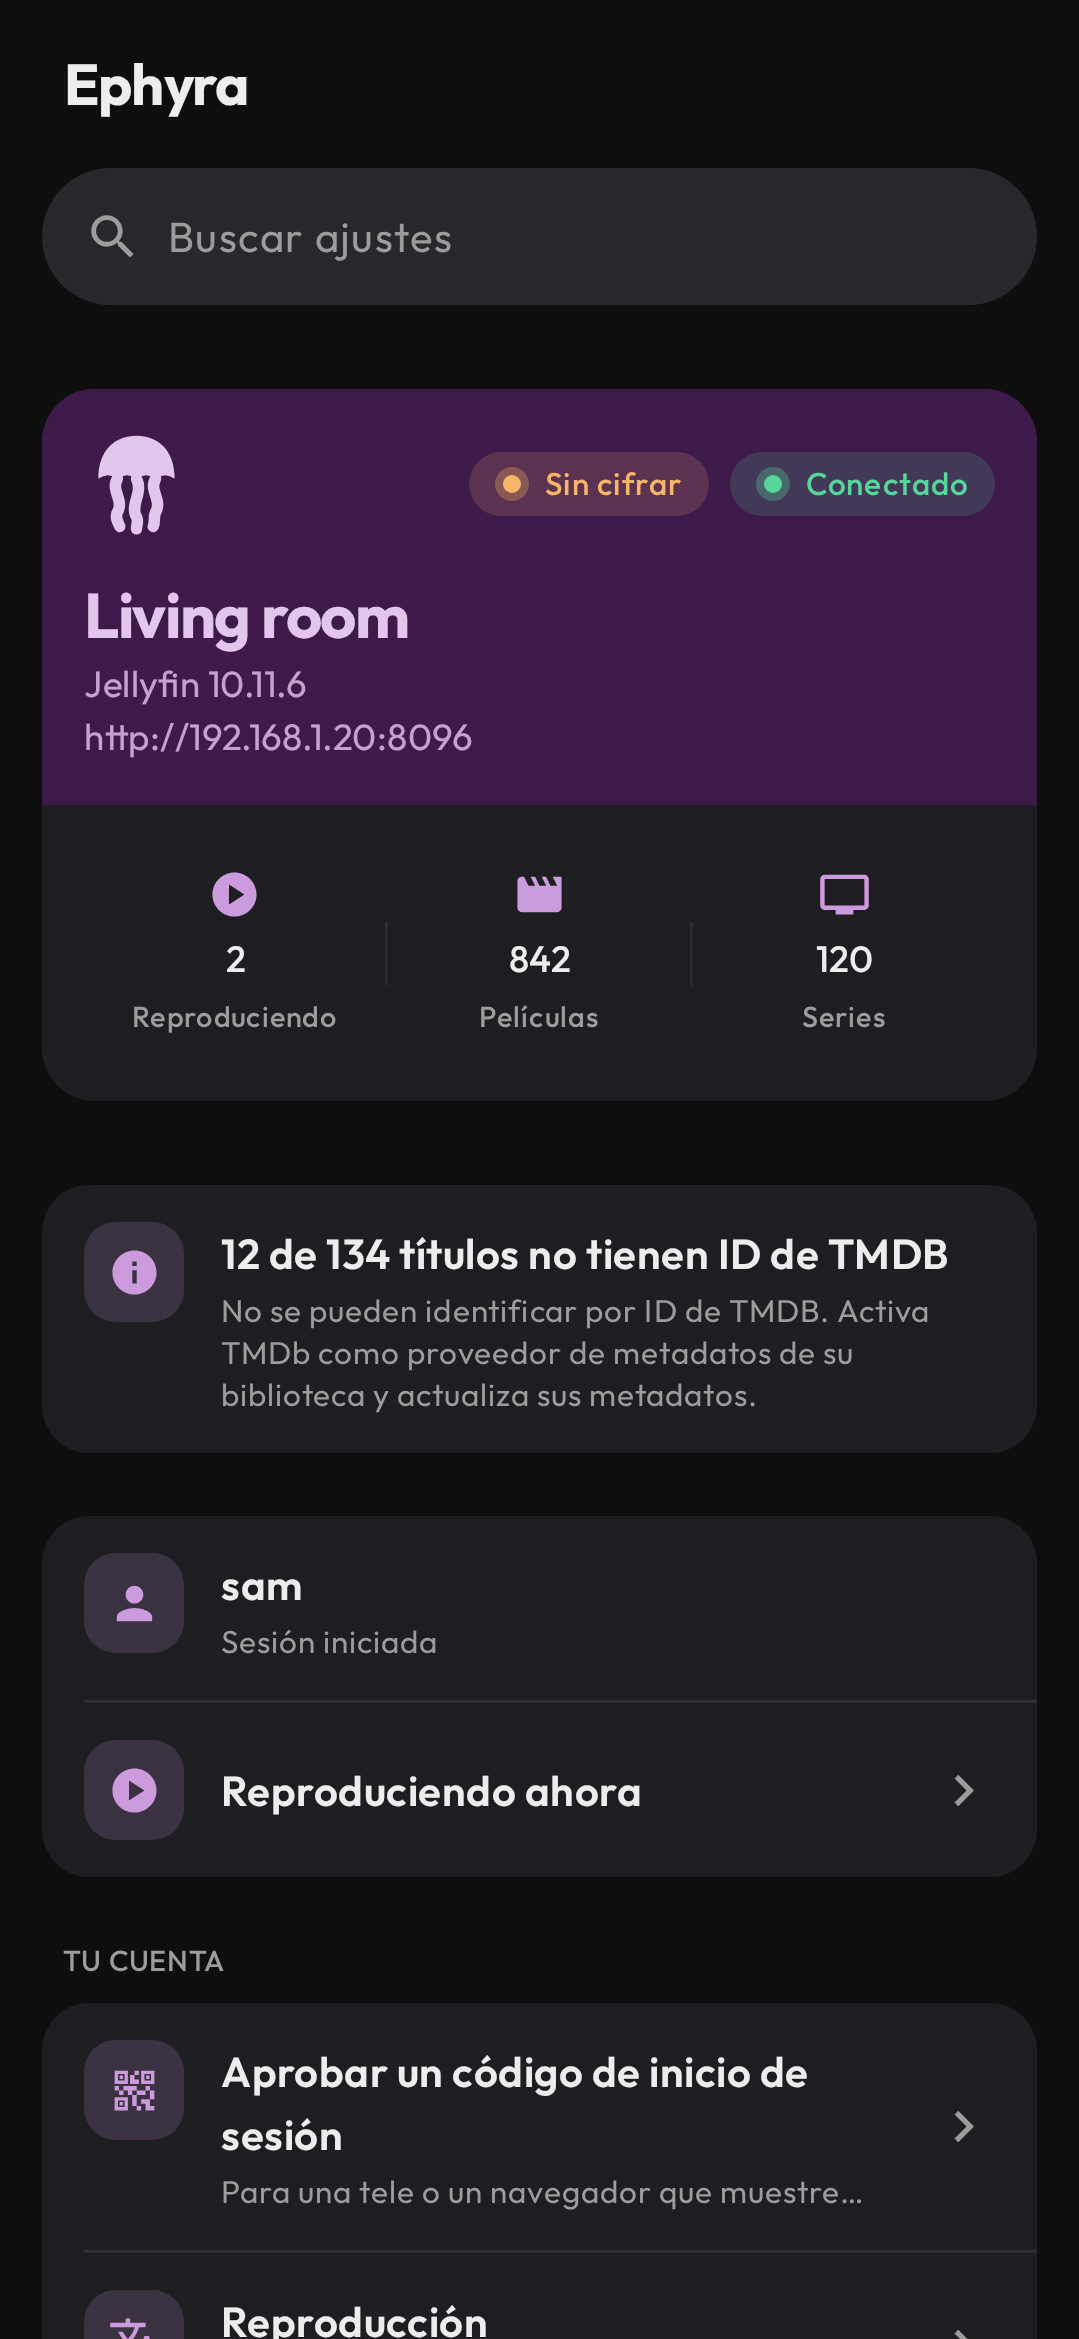 Ephyra
Buscar ajustes
Sin cifrar
Conectado
Living room
Jellyfin 10.11.6
http://192.168.1.20:8096
2
842
120
Reproduciendo
Películas
Series
12 de 134 títulos no tienen ID de TMDB
No se pueden identificar por ID de TMDB. Activa
TMDb como proveedor de metadatos de su
biblioteca y actualiza sus metadatos.
sam
Sesión iniciada
Reproduciendo ahora
TU CUENTA
Aprobar un código de inicio de
sesión
Para una tele o un navegador que muestre…
Reproducción